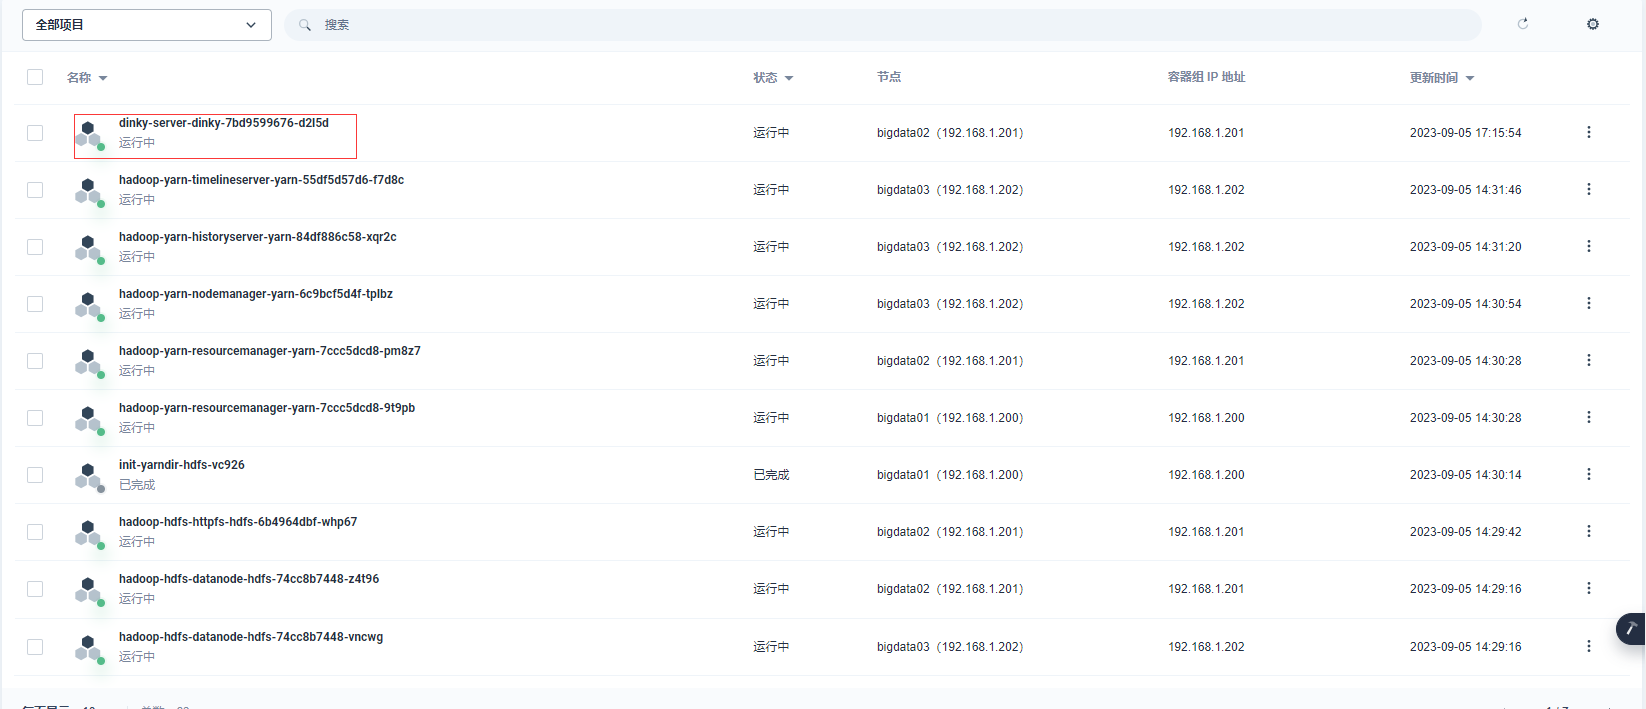 全部项目 搜索
名称 状态 节点 容器组 IP 地址 更新时间
dinky-server-dinky-7bd9599676-d2l5d
运行中 运行中 bigdata02（192.168.1.201） 192.168.1.201 2023-09-05 17:15:54
hadoop-yarn-timelineserver-yarn-55df5d57d6-f7d8c
运行中 运行中 bigdata03（192.168.1.202） 192.168.1.202 2023-09-05 14:31:46
hadoop-yarn-historyserver-yarn-84df886c58-xqr2c
运行中 运行中 bigdata03（192.168.1.202） 192.168.1.202 2023-09-05 14:31:20
hadoop-yarn-nodemanager-yarn-6c9bcf5d4f-tplbz
运行中 运行中 bigdata03（192.168.1.202） 192.168.1.202 2023-09-05 14:30:54
hadoop-yarn-resourcemanager-yarn-7ccc5dcd8-pm8z7
运行中 运行中 bigdata02（192.168.1.201） 192.168.1.201 2023-09-05 14:30:28
hadoop-yarn-resourcemanager-yarn-7ccc5dcd8-9t9pb
运行中 运行中 bigdata01（192.168.1.200） 192.168.1.200 2023-09-05 14:30:28
init-yarndir-hdfs-vc926
已完成 已完成 bigdata01（192.168.1.200） 192.168.1.200 2023-09-05 14:30:14
hadoop-hdfs-httpfs-hdfs-6b4964dbf-whp67
运行中 运行中 bigdata02（192.168.1.201） 192.168.1.201 2023-09-05 14:29:42
hadoop-hdfs-datanode-hdfs-74cc8b7448-z4t96
运行中 运行中 bigdata02（192.168.1.201） 192.168.1.201 2023-09-05 14:29:16
hadoop-hdfs-datanode-hdfs-74cc8b7448-vncwg
运行中 运行中 bigdata03（192.168.1.202） 192.168.1.202 2023-09-05 14:29:16